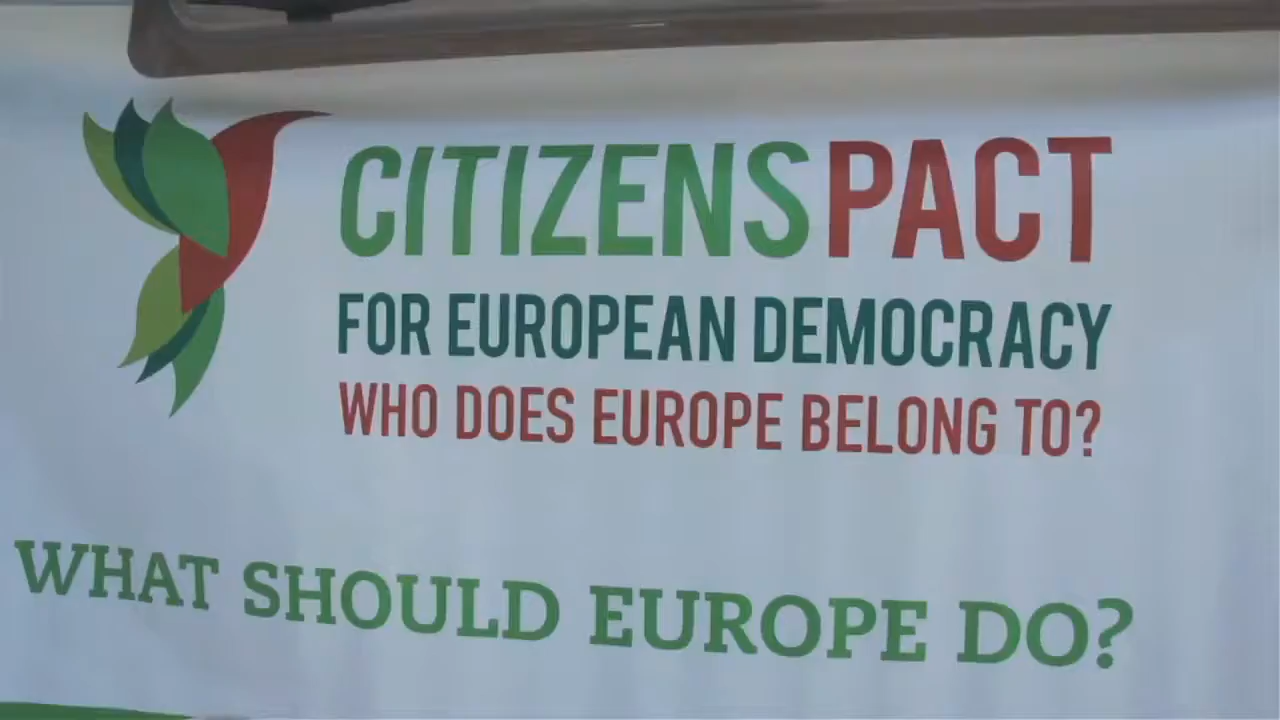 CITIZENSPACT
FOR EUROPEAN DEMOCRACY
WHO DOES EUROPE BELONG TO?
WHAT SHOULD EUROPE DO?